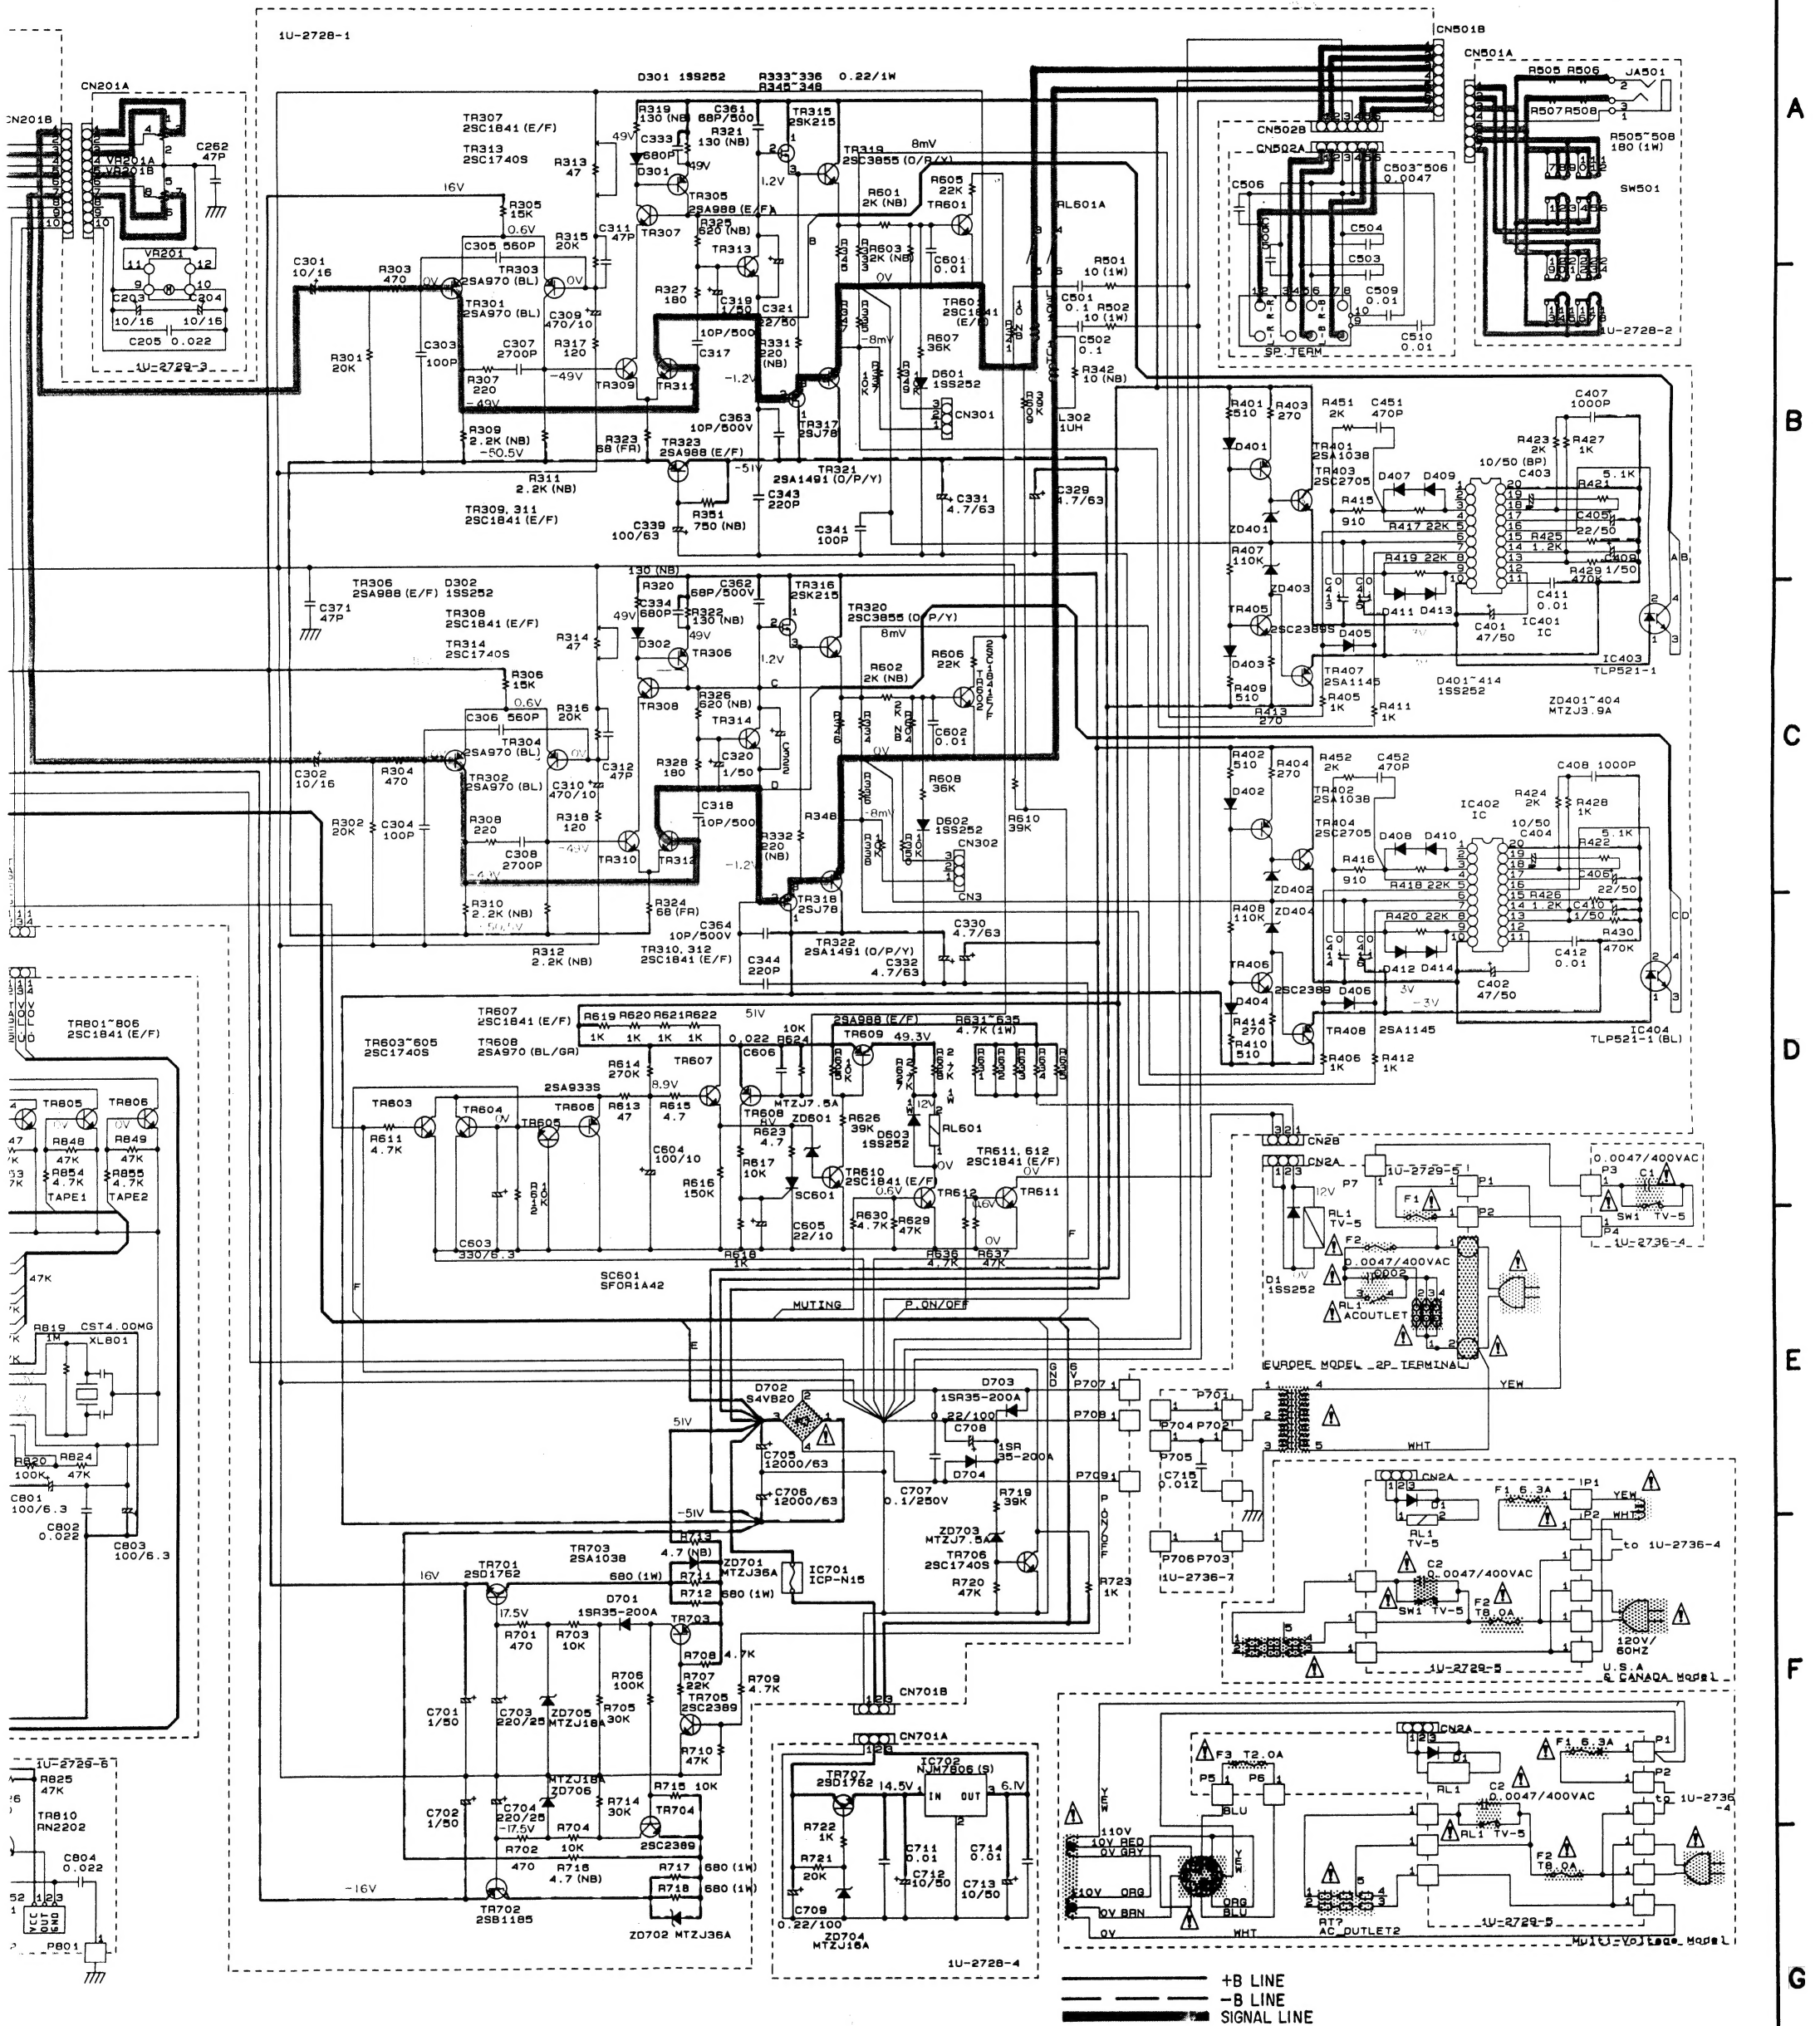 1U-2728-1
CN501B
CN501A
D301 1SS252
R333~336 0.22/1W
R345~348
R505 R506
JA501
CN201A
CN201B
A
R319
130 (NB)
C361
68P/500
TR315
2SK215
TR307
2SC1841 (E/F)
TR313
2SC1740S
C333
680P
R321
130 (NB)
49V
R313
47
D301
49V
TR319
2SC3855 (O/P/Y)
8mV
CN502B
CN502A
R507 R508
R505~508
180 (1W)
VR201A
VR201B
C262
47P
16V
TR305
2SA988 (E/F)
1.2V
R601
2K (NB)
R605
22K
TR601
RL601A
C503~506
0.0047
C506
SW501
R305
15K
0.6V
R315
20K
C311
47P
TR307
R325
620 (NB)
A
B
C504
C503
VR201
C301
10/16
R303
470
C305 560P
TR303
2SA970 (BL)
TR313
0V
C601
0.01
R501
10 (1W)
C501
0.1
R502
10 (1W)
C509
0.01
C510
0.01
C203
10/16
C204
10/16
C205 0.022
1U-2729-3
TR301
2SA970 (BL)
C309
470/10
R327
180
C319
1/50
C321
22/50
TR601
2SC1841
(E/F)
C502
0.1
SP.TERM
1U-2728-2
R301
20K
C303
100P
C307
2700P
R317
120
10P/500
C317
R331
220
(NB)
-8mV
R607
36K
R307
220
-49V
TR309
TR311
-1.2V
D601
1SS252
R342
10 (NB)
CN301
L302
1UH
R309
2.2K (NB)
-50.5V
R323
68 (FR)
C363
10P/500V
TR317
2SJ78
R401
510
R403
270
R451
2K
C451
470P
C407
1000P
B
R311
2.2K (NB)
TR323
2SA988 (E/F)
-51V
TR321
2SA1491 (O/P/Y)
D401
TR401
2SA1038
TR403
2SC2705
R423
2K
R427
1K
10/50 (BP)
C403
5.1K
R421
TR309, 311
2SC1841 (E/F)
C339
100/63
R351
750 (NB)
C343
220P
C341
100P
C331
4.7/63
C329
4.7/63
D407
D409
R415
910
R417 22K
ZD401
C405
22/50
R425
1.2K
R407
110K
R419 22K
C409
1/50
R429
470K
A B
130 (NB)
R320
C362
68P/500V
TR316
2SK215
TR306
2SA988 (E/F)
D302
1SS252
TR308
2SC1841 (E/F)
TR314
2SC1740S
C371
47P
49V
C334
680P
R322
130 (NB)
49V
R314
47
D302
TR306
TR320
2SC3855 (O/P/Y)
8mV
ZD403
TR405
2SC2389S
D411
D413
D405
3V
C411
0.01
C401
47/50
IC401
IC
IC403
TLP521-1
R306
15K
1.2V
R602
2K (NB)
R606
22K
D403
TR407
2SA1145
D401~414
1SS252
ZD401~404
MTZJ3.9A
C306 560P
0.6V
R316
20K
TR308
R326
620 (NB)
TR314
C
R409
510
R405
1K
R411
1K
R413
270
C602
0.01
C
TR304
2SA970 (BL)
0V
C302
10/16
R304
470
TR302
2SA970 (BL)
C310
470/10
C312
47P
R328
180
C320
1/50
D
R402
510
R404
270
R452
2K
C452
470P
C408 1000P
R302
20K
C304
100P
R308
220
C308
2700P
R318
120
C318
10P/500
R332
220
(NB)
R348
-8mV
R608
36K
D602
1SS252
R610
39K
D402
TR402
2SA1038
TR404
2SC2705
IC402
IC
R424
2K
R428
1K
10/50
C404
5.1K
R422
-49V
TR310
TR312
-1.2V
CN302
CN3
D408
D410
R416
910
R418 22K
ZD402
C406
22/50
R426
1.2K
R310
2.2K (NB)
R324
68 (FR)
TR318
2SJ78
C364
10P/500V
TR310, 312
2SC1841 (E/F)
TR322
2SA1491 (O/P/Y)
C330
4.7/63
C332
4.7/63
C344
220P
R312
2.2K (NB)
R408
110K
ZD404
R420 22K
C410
1/50
R430
470K
C412
0.01
C D
TR406
2SC2389
D412
D414
D404
D406
3V
-3V
C402
47/50
R414
270
R410
510
TR408
2SA1145
R406
1K
R412
1K
IC404
TLP521-1 (BL)
D
TR801~806
2SC1841 (E/F)
TR603~605
2SC1740S
TR607
2SC1841 (E/F)
TR608
2SA970 (BL/GR)
R619 R620 R621 R622
1K 1K 1K 1K
51V
0.022
C606
10K
R624
2SA988 (E/F)
TR609
49.3V
R631~635
4.7K (1W)
R614
270K
TR607
8.9V
2SA933S
TR805
TR806
TR603
TR604
TR605
TR606
R613
47
R615
4.7
TR608
8V
R623
4.7
MTZJ7.5A
ZD601
R626
39K
D603
1SS252
12V
RL601
R611
4.7K
C604
100/10
R617
10K
R616
150K
TR610
2SC1841 (E/F)
SC601
TR611, 612
2SC1841 (E/F)
TR612
TR611
0.6V
R848
47K
R849
47K
R854
4.7K
R855
4.7K
TAPE1
TAPE2
C603
330/6.3
R618
1K
C605
22/10
R630
4.7K
R629
47K
R636
4.7K
R637
47K
SC601
SFOR1A42
MUTING
P.ON/OFF
F
F
E
CN2B
CN2A
1U-2729-5
P7
P1
P2
F1
RL1
TV-5
0.0047/400VAC
P3
C1
SW1 TV-5
P4
1U-2736-4
F2
0.0047/400VAC
D1
1SS252
RL1
ACOUTLET
EUROPE MODEL 2P TERMINAL
47K
R819
1M
CST4.00MG
XL801
E
R820
100K
R824
47K
C801
100/6.3
C802
0.022
C803
100/6.3
D702
S4VB20
51V
C705
12000/63
C706
12000/63
-51V
D703
1SR35-200A
0.22/100
C708
D704
1SR
35-200A
C707
0.1/250V
R719
39K
GND
6V
P707
P708
P709
P701
P704 P702
P705
C715
0.01Z
P706 P703
1U-2736-7
P ON/OFF
YEW
WHT
ZD703
MTZJ7.5A
TR706
2SC1740S
R720
47K
R723
1K
CN2A
F1 6.3A
P1
P2
YEW
WHT
RL1
TV-5
C2
0.0047/400VAC
SW1 TV-5
F2
T8.0A
to 1U-2736-4
120V/
60HZ
1U-2729-5
U.S.A
& CANADA Model
F
R713
4.7 (NB)
TR701
2SD1762
TR703
2SA1038
ZD701
MTZJ36A
680 (1W)
R711
R712
680 (1W)
IC701
ICP-N15
16V
17.5V
R701
470
R703
10K
D701
1SR35-200A
TR703
R708
4.7K
R706
100K
R707
22K
R709
4.7K
TR705
2SC2389
R705
30K
ZD705
MTZJ18A
C701
1/50
C703
220/25
R710
47K
CN701B
CN701A
1U-2729-6
R825
47K
TR810
RN2202
C804
0.022
VCC
OUT
GND
P801
MTZJ18A
ZD706
R715 10K
R714
30K
TR704
2SC2389
C702
1/50
C704
220/25
-17.5V
R702
470
R704
10K
R716
4.7 (NB)
R717
680 (1W)
R718
680 (1W)
-16V
TR702
2SB1185
ZD702 MTZJ36A
TR707
2SD1762
14.5V
IC702
NJM7806 (S)
IN OUT
6.1V
R722
1K
R721
20K
C711
0.01
C712
10/50
C714
0.01
C713
10/50
C709
0.22/100
ZD704
MTZJ16A
1U-2728-4
F3 T2.0A
P5
P6
BLU
YEW
110V
RED
0V GRY
ORG
0V BRN
0V
YEW
ORG
BLU
WHT
CN2A
F1 6.3A
P1
P2
RL1
C2
0.0047/400VAC
RL1 TV-5
F2
T8.0A
to 1U-2736
-4
AC OUTLET2
1U-2729-5
Multi-Voltage Model
G
+B LINE
-B LINE
SIGNAL LINE